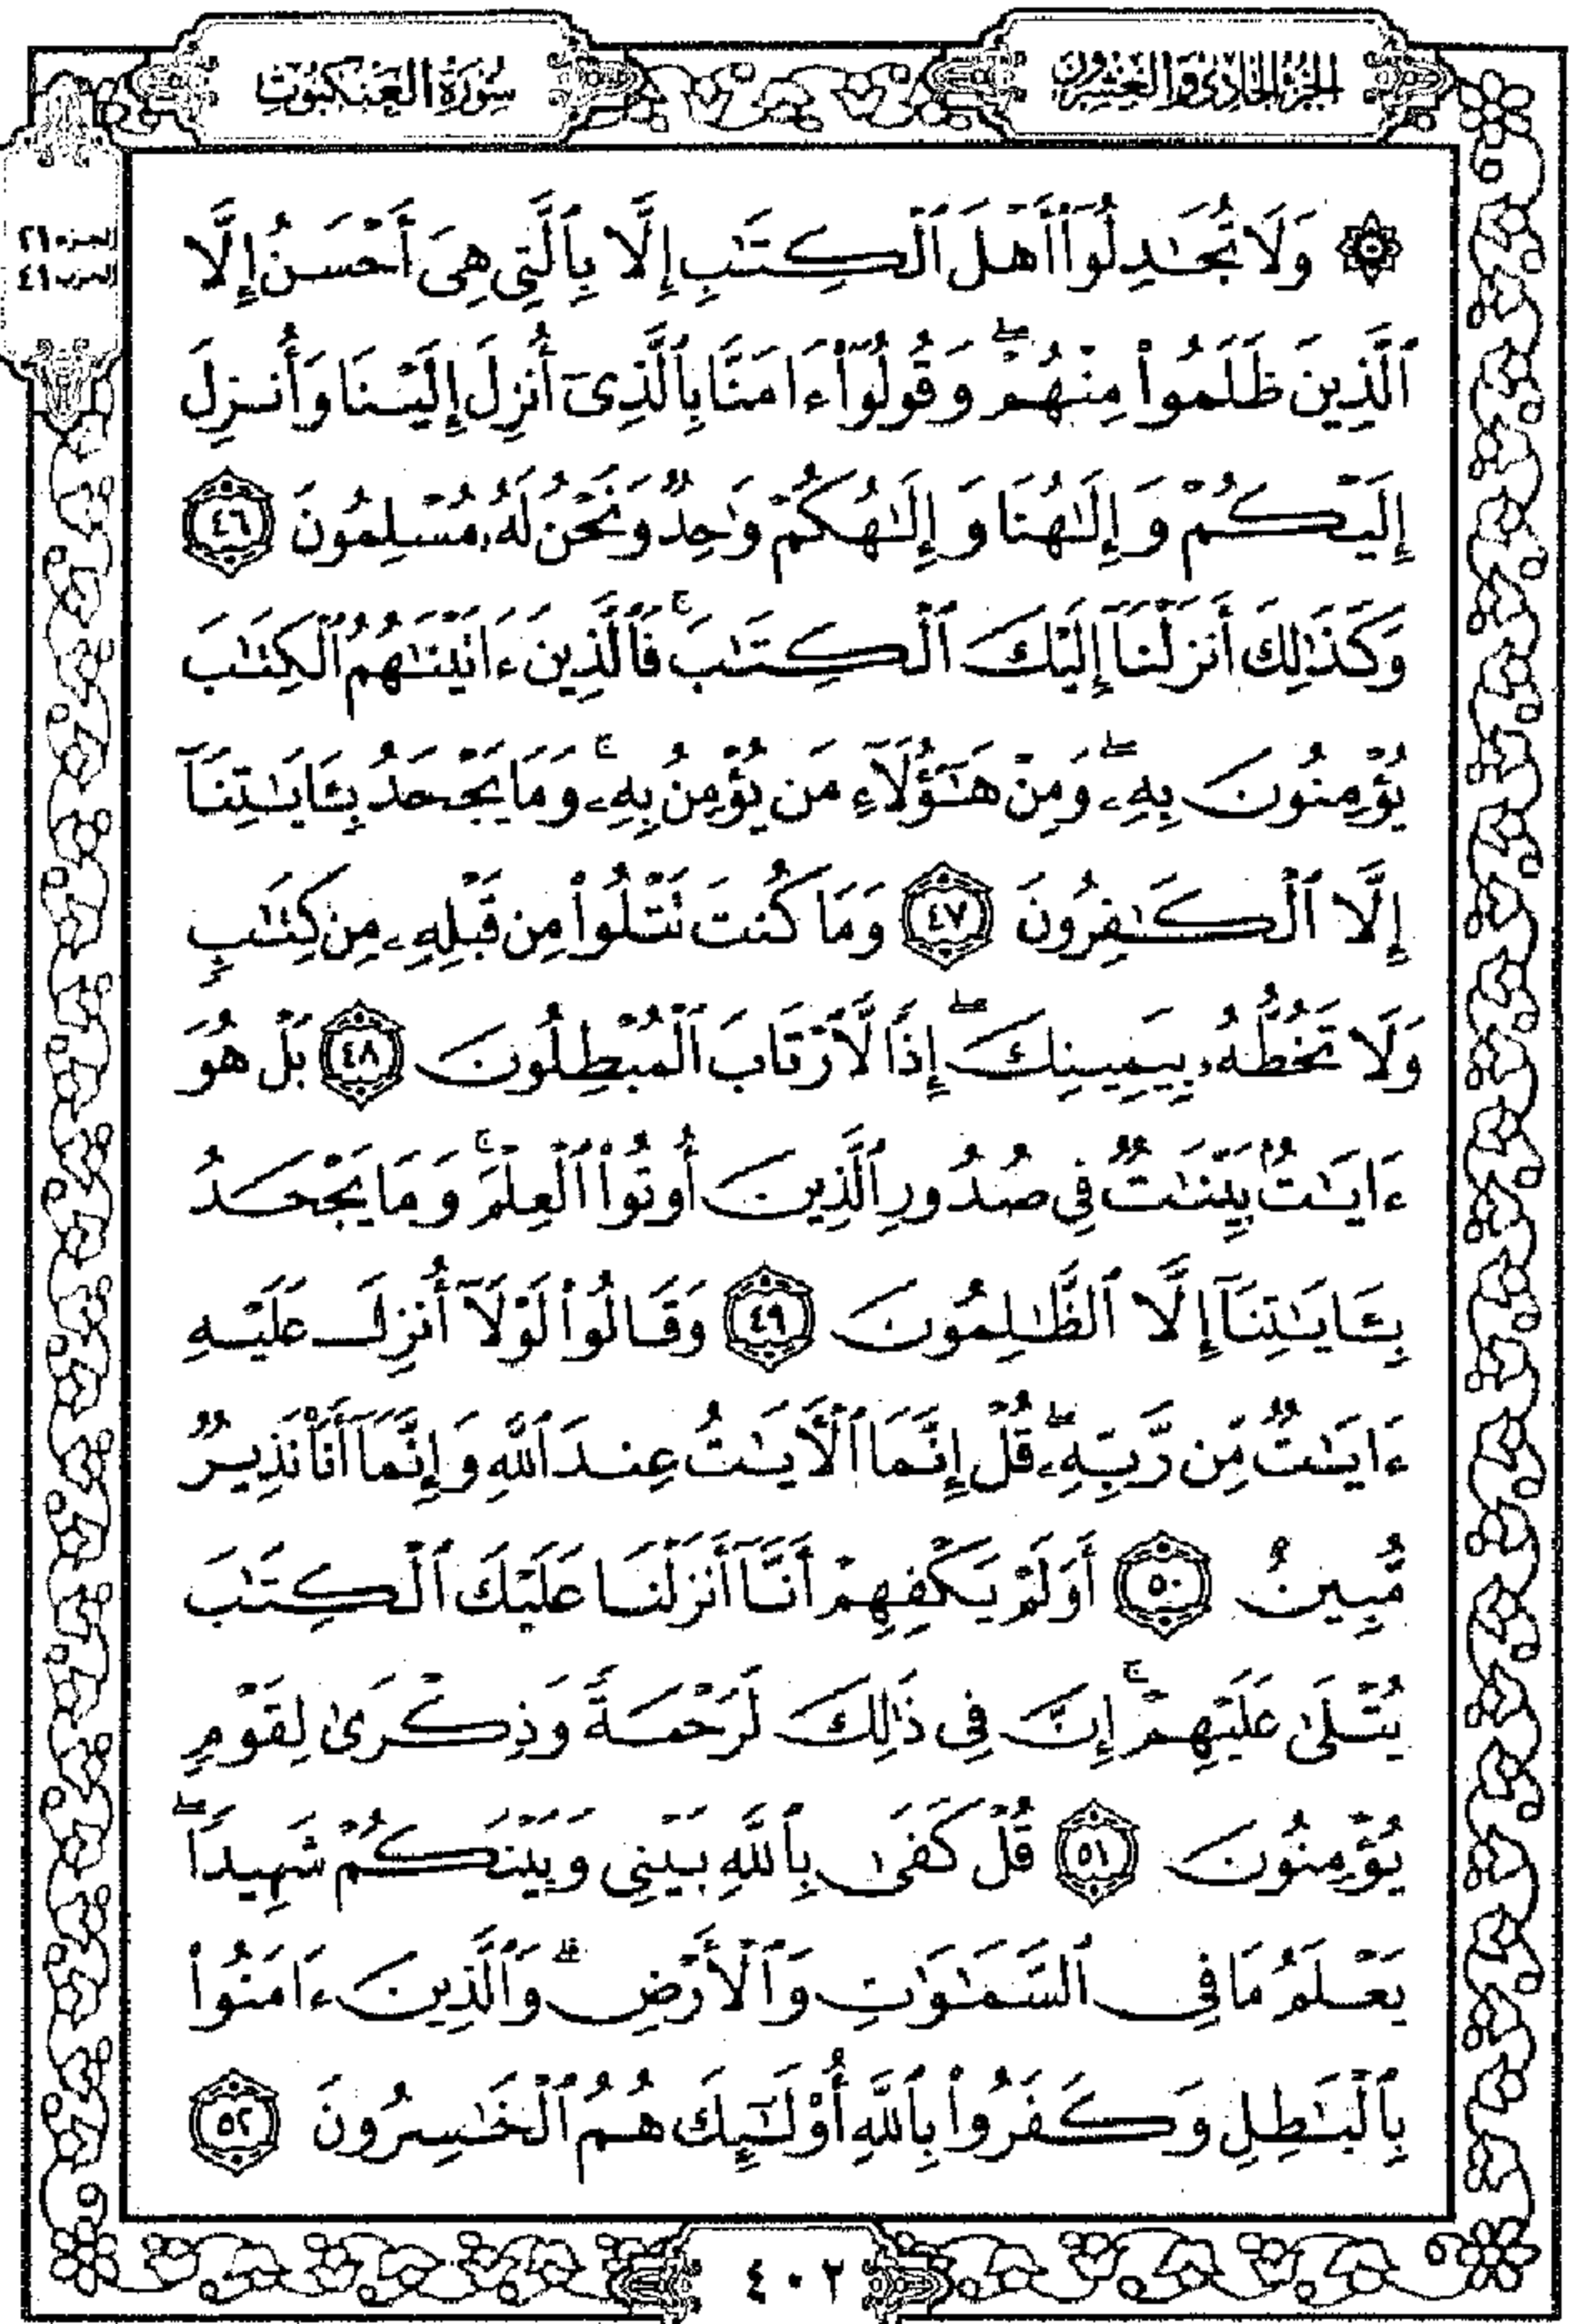 الجزء الحادي والعشرون
سورة العنكبوت
الجزء ٢١
الحزب ٤١
۞ وَلَا تُجَٰدِلُوٓا۟ أَهْلَ ٱلْكِتَٰبِ إِلَّا بِٱلَّتِى هِىَ أَحْسَنُ إِلَّا
ٱلَّذِينَ ظَلَمُوا۟ مِنْهُمْ ۖ وَقُولُوٓا۟ ءَامَنَّا بِٱلَّذِىٓ أُنزِلَ إِلَيْنَا وَأُنزِلَ
إِلَيْكُمْ وَإِلَٰهُنَا وَإِلَٰهُكُمْ وَٰحِدٌ وَنَحْنُ لَهُۥ مُسْلِمُونَ ٤٦
وَكَذَٰلِكَ أَنزَلْنَآ إِلَيْكَ ٱلْكِتَٰبَ ۚ فَٱلَّذِينَ ءَاتَيْنَٰهُمُ ٱلْكِتَٰبَ
يُؤْمِنُونَ بِهِۦ ۖ وَمِنْ هَٰٓؤُلَآءِ مَن يُؤْمِنُ بِهِۦ ۚ وَمَا يَجْحَدُ بِـَٔايَٰتِنَآ
إِلَّا ٱلْكَٰفِرُونَ ٤٧ وَمَا كُنتَ تَتْلُوا۟ مِن قَبْلِهِۦ مِن كِتَٰبٍ
وَلَا تَخُطُّهُۥ بِيَمِينِكَ ۖ إِذًا لَّٱرْتَابَ ٱلْمُبْطِلُونَ ٤٨ بَلْ هُوَ
ءَايَٰتٌۢ بَيِّنَٰتٌ فِى صُدُورِ ٱلَّذِينَ أُوتُوا۟ ٱلْعِلْمَ ۚ وَمَا يَجْحَدُ
بِـَٔايَٰتِنَآ إِلَّا ٱلظَّٰلِمُونَ ٤٩ وَقَالُوا۟ لَوْلَآ أُنزِلَ عَلَيْهِ
ءَايَٰتٌ مِّن رَّبِّهِۦ ۖ قُلْ إِنَّمَا ٱلْأَيَٰتُ عِندَ ٱللَّهِ وَإِنَّمَآ أَنَا۠ نَذِيرٌ
مُّبِينٌ ٥٠ أَوَلَمْ يَكْفِهِمْ أَنَّآ أَنزَلْنَا عَلَيْكَ ٱلْكِتَٰبَ
يُتْلَىٰ عَلَيْهِمْ ۚ إِنَّ فِى ذَٰلِكَ لَرَحْمَةً وَذِكْرَىٰ لِقَوْمٍ
يُؤْمِنُونَ ٥١ قُلْ كَفَىٰ بِٱللَّهِ بَيْنِى وَبَيْنَكُمْ شَهِيدًا ۖ
يَعْلَمُ مَا فِى ٱلسَّمَٰوَٰتِ وَٱلْأَرْضِ ۗ وَٱلَّذِينَ ءَامَنُوا۟
بِٱلْبَٰطِلِ وَكَفَرُوا۟ بِٱللَّهِ أُو۟لَٰٓئِكَ هُمُ ٱلْخَٰسِرُونَ ٥٢
٤٠٢